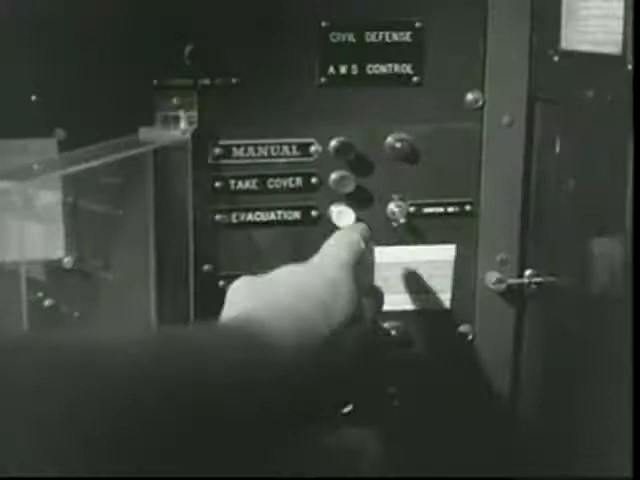 CIVIL DEFENSE
A W S CONTROL
MANUAL
TAKE COVER
EVACUATION